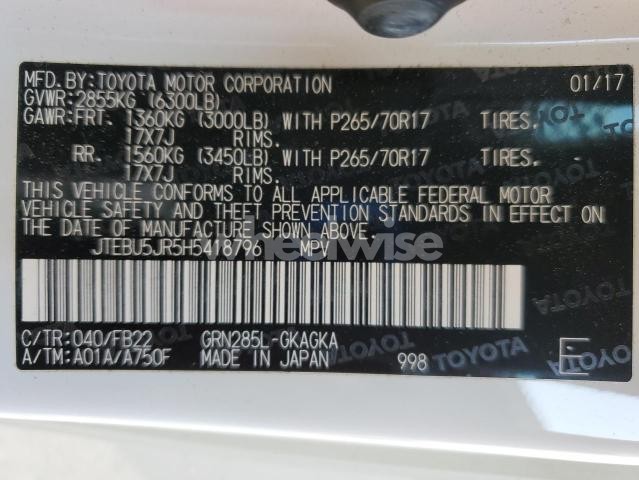 MFD. BY: TOYOTA MOTOR CORPORATION 01/17
GVWR: 2855KG (6300LB)
GAWR: FRT. 1360KG (3000LB) WITH P265/70R17 TIRES.
17X7J RIMS.
RR. 1560KG (3450LB) WITH P265/70R17 TIRES.
17X7J RIMS.
THIS VEHICLE CONFORMS TO ALL APPLICABLE FEDERAL MOTOR
VEHICLE SAFETY AND THEFT PREVENTION STANDARDS IN EFFECT ON
THE DATE OF MANUFACTURE SHOWN ABOVE.
JTEBU5JR5H5418796 MPV
C/TR: 040/FB22 GRN285L-GKAGKA
A/TM: A01A/A750F MADE IN JAPAN 998 E